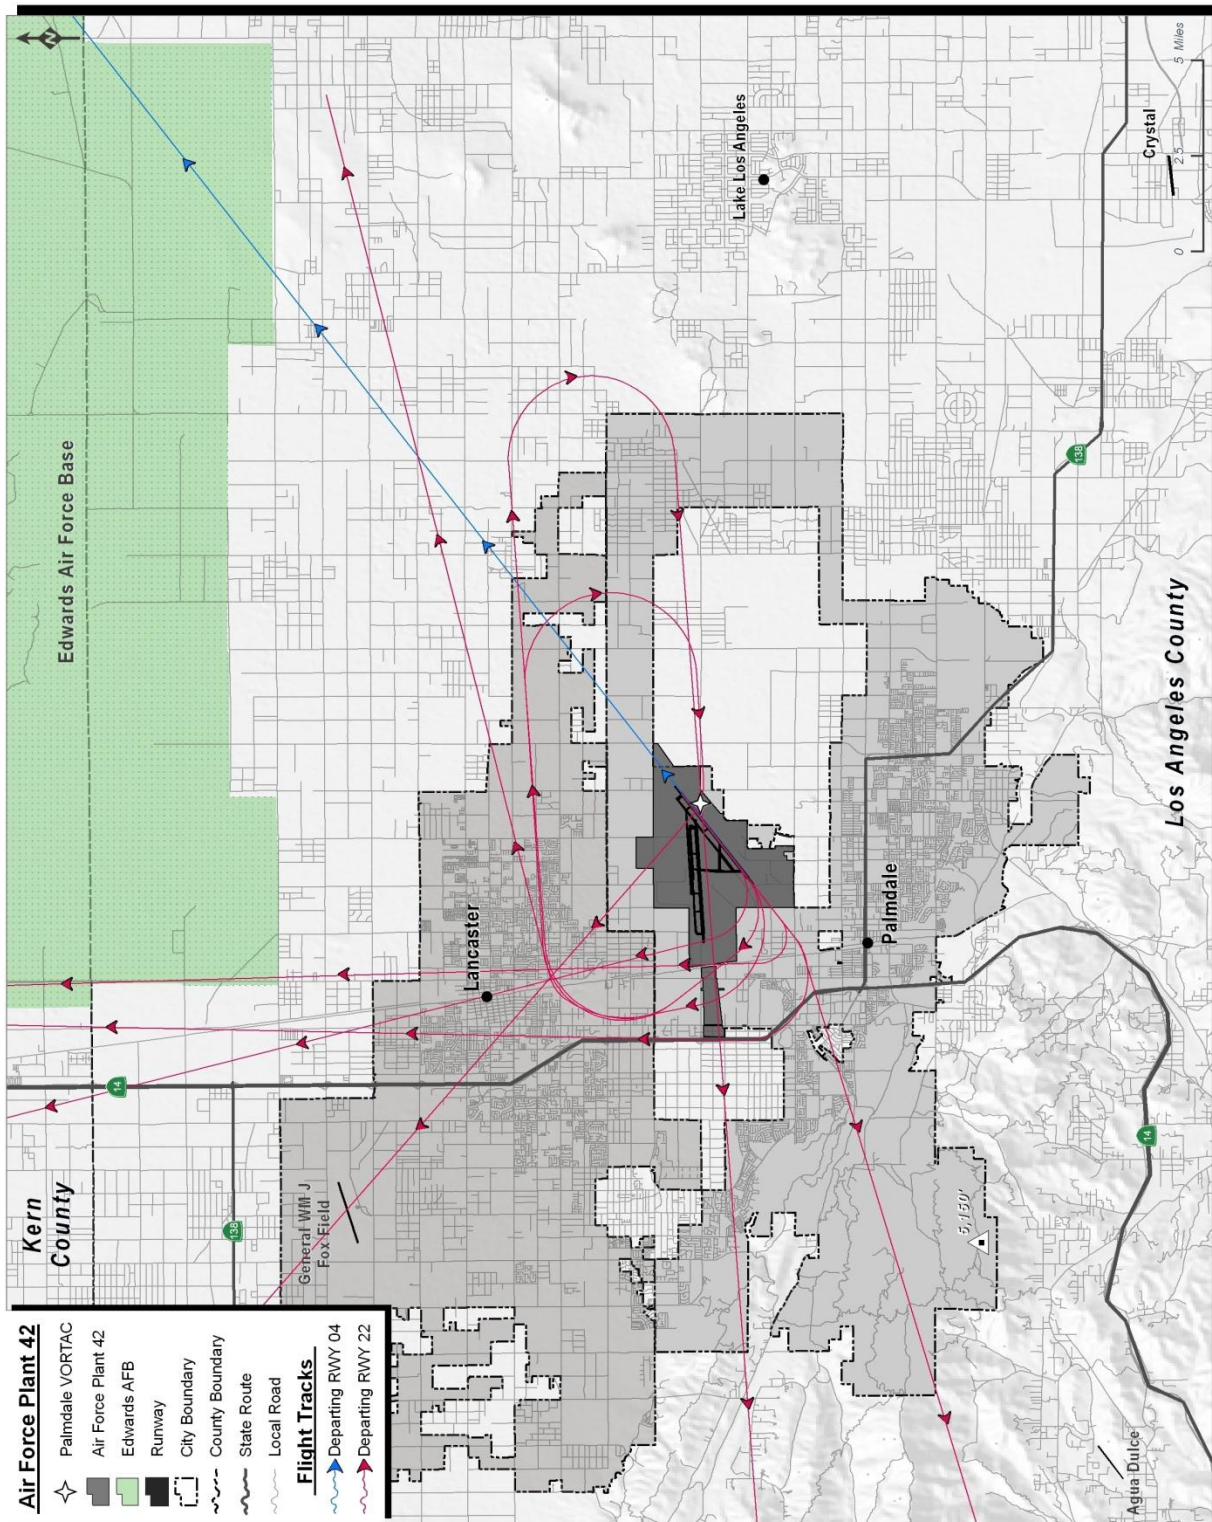 Air Force Plant 42
Palmdale VORTAC
Air Force Plant 42
Edwards AFB
Runway
City Boundary
County Boundary
State Route
Local Road
Flight Tracks
Departing RWY 04
Departing RWY 22
Kern
County
138
14
General WM J
Fox Field
Edwards Air Force Base
N
Lancaster
Lake Los Angeles
Palmdale
138
5,150'
14
Agua Dulce
Los Angeles County
Crystal
0
2.5
5 Miles